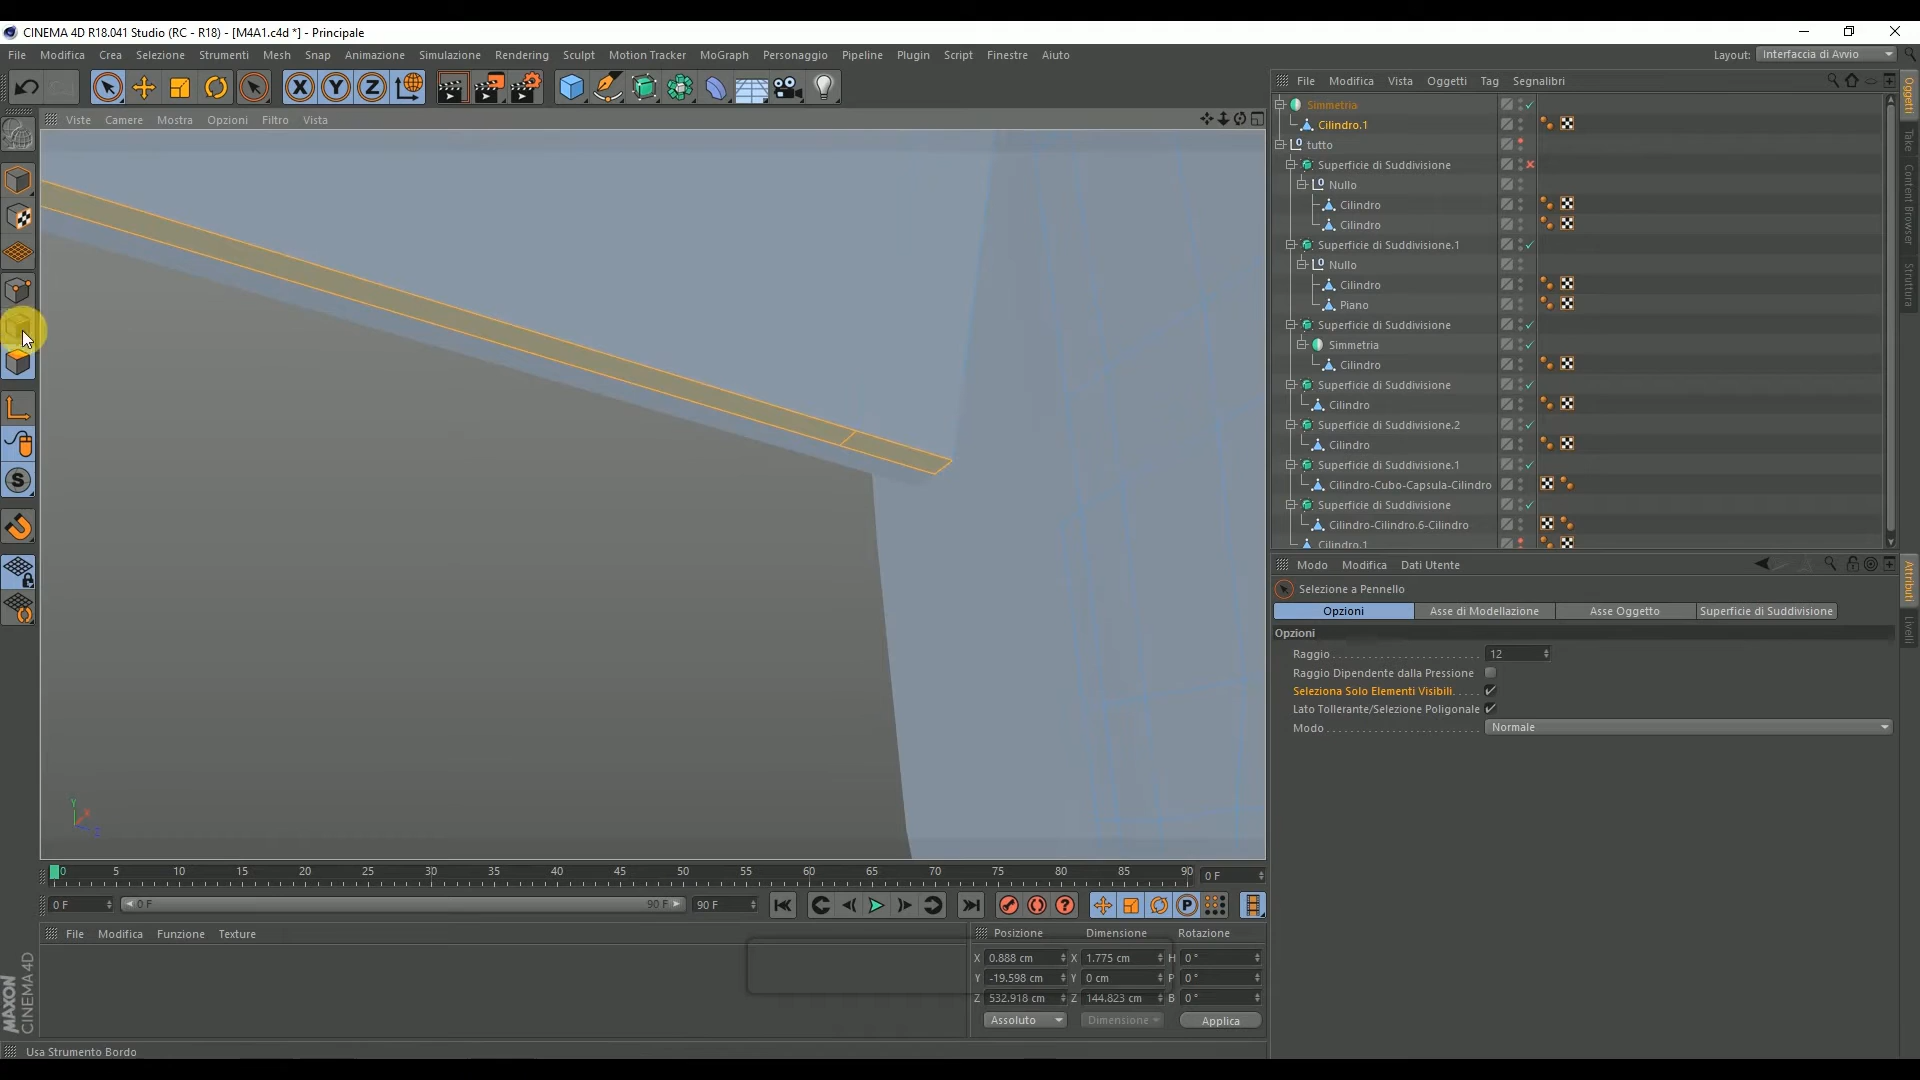 CINEMA 4D R18.041 Studio (RC - R18) - [M4A1.c4d *] - Principale
File Modifica Crea Selezione Strumenti Mesh Snap Animazione Simulazione Rendering Sculpt Motion Tracker MoGraph Personaggio Pipeline Plugin Script Finestre Aiuto
Layout: Interfaccia di Avvio
X Y Z
File Modifica Vista Oggetti Tag Segnalibri
Viste Camere Mostra Opzioni Filtro Vista
Simmetria
Cilindro.1
tutto
Superficie di Suddivisione
Nullo
Cilindro
Cilindro
Superficie di Suddivisione.1
Nullo
Cilindro
Piano
Superficie di Suddivisione
Simmetria
Cilindro
Superficie di Suddivisione
Cilindro
Superficie di Suddivisione.2
Cilindro
Superficie di Suddivisione.1
Cilindro-Cubo-Capsula-Cilindro
Superficie di Suddivisione
Cilindro-Cilindro.6-Cilindro
Cilindro.1
Oggetti
Take
Content Browser
Struttura
Modo Modifica Dati Utente
Selezione a Pennello
Opzioni Asse di Modellazione Asse Oggetto Superficie di Suddivisione
Opzioni
Raggio 12
Raggio Dipendente dalla Pressione
Seleziona Solo Elementi Visibili
Lato Tollerante/Selezione Poligonale
Modo Normale
Attributi
Livelli
Y
X
Z
0 5 10 15 20 25 30 35 40 45 50 55 60 65 70 75 80 85 90 0 F
0 F 0 F 90 F 90 F
File Modifica Funzione Texture
Posizione Dimensione Rotazione
X 0.888 cm X 1.775 cm H 0 °
Y -19.598 cm Y 0 cm P 0 °
Z 532.918 cm Z 144.823 cm B 0 °
Assoluto Dimensione Applica
MAXON
CINEMA 4D
Usa Strumento Bordo